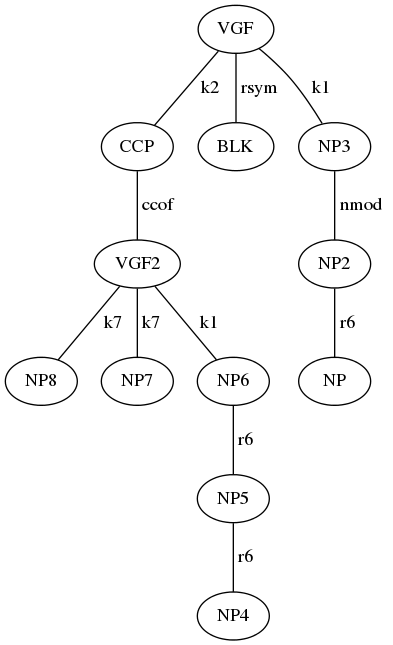 VGF
k2 rsym k1
CCP BLK NP3
ccof nmod
VGF2 NP2
k7 k7 k1 r6
NP8 NP7 NP6 NP
r6
NP5
r6
NP4